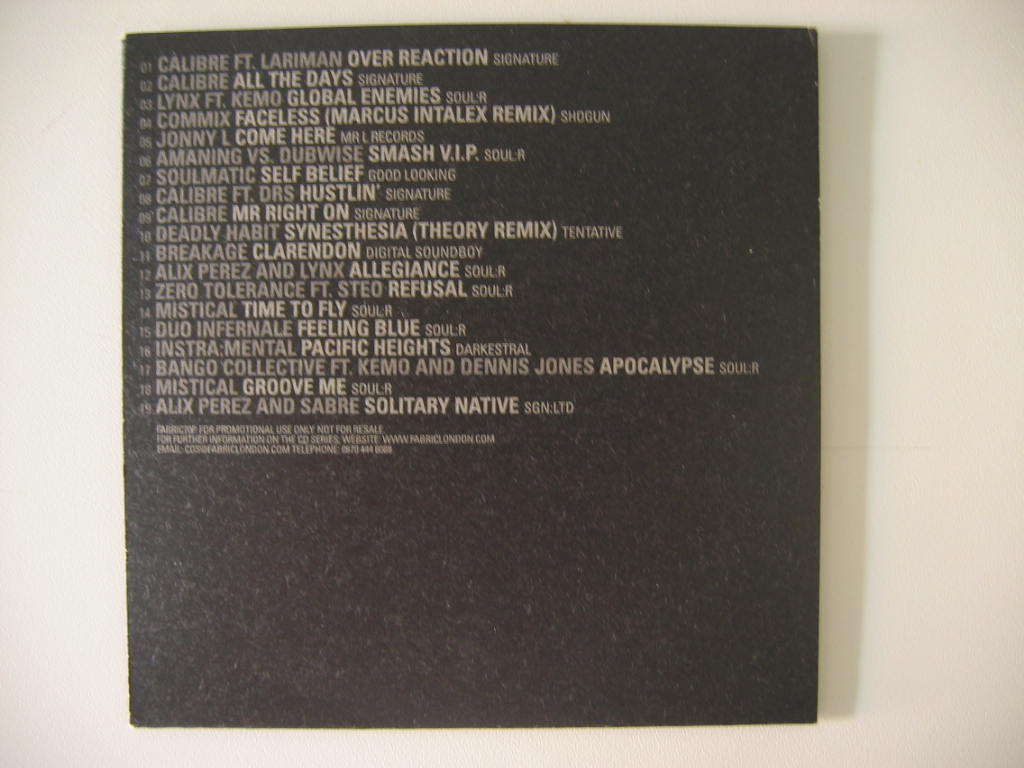 01 CALIBRE FT. LARIMAN OVER REACTION SIGNATURE
02 CALIBRE ALL THE DAYS SIGNATURE
03 LYNX FT. KEMO GLOBAL ENEMIES SOUL:R
04 COMMIX FACELESS (MARCUS INTALEX REMIX) SHOGUN
05 JONNY L COME HERE MR L RECORDS
06 AMANING VS. DUBWISE SMASH V.I.P. SOUL:R
07 SOULMATIC SELF BELIEF GOOD LOOKING
08 CALIBRE FT. DRS HUSTLIN' SIGNATURE
09 CALIBRE MR RIGHT ON SIGNATURE
10 DEADLY HABIT SYNESTHESIA (THEORY REMIX) TENTATIVE
11 BREAKAGE CLARENDON DIGITAL SOUNDBOY
12 ALIX PEREZ AND LYNX ALLEGIANCE SOUL:R
13 ZERO TOLERANCE FT. STEO REFUSAL SOUL:R
14 MISTICAL TIME TO FLY SOUL:R
15 DUO INFERNALE FEELING BLUE SOUL:R
16 INSTRA:MENTAL PACIFIC HEIGHTS DARKESTRAL
17 BANGO COLLECTIVE FT. KEMO AND DENNIS JONES APOCALYPSE SOUL:R
18 MISTICAL GROOVE ME SOUL:R
19 ALIX PEREZ AND SABRE SOLITARY NATIVE SGN:LTD
FOR PROMOTIONAL USE ONLY NOT FOR RESALE
FOR FURTHER INFORMATION ON THE CD SERIES, WEBSITE: WWW.FABRICLONDON.COM
EMAIL: CDS@FABRICLONDON.COM TELEPHONE: 0870 444